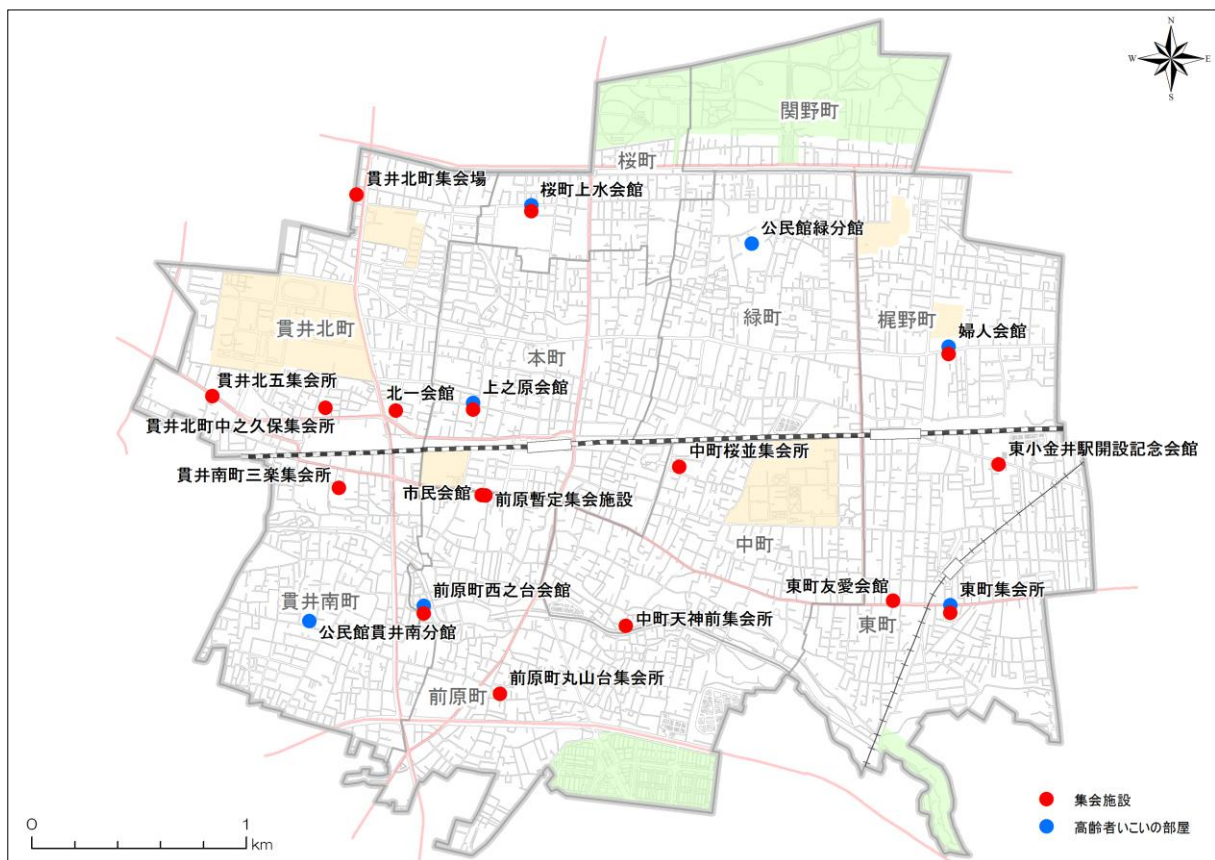 N
W
E
S
関野町
桜町
貫井北町集会場
桜町上水会館
公民館緑分館
貫井北町
緑町
梶野町
婦人会館
本町
貫井北五集会所
北一会館
上之原会館
貫井北町中之久保集会所
中町桜並集会所
東小金井駅開設記念会館
貫井南町三楽集会所
市民会館
前原暫定集会施設
中町
前原町西之台会館
東町友愛会館
東町集会所
貫井南町
公民館貫井南分館
中町天神前集会所
東町
前原町丸山台集会所
前原町
集会施設
高齢者いこいの部屋
0
1
km